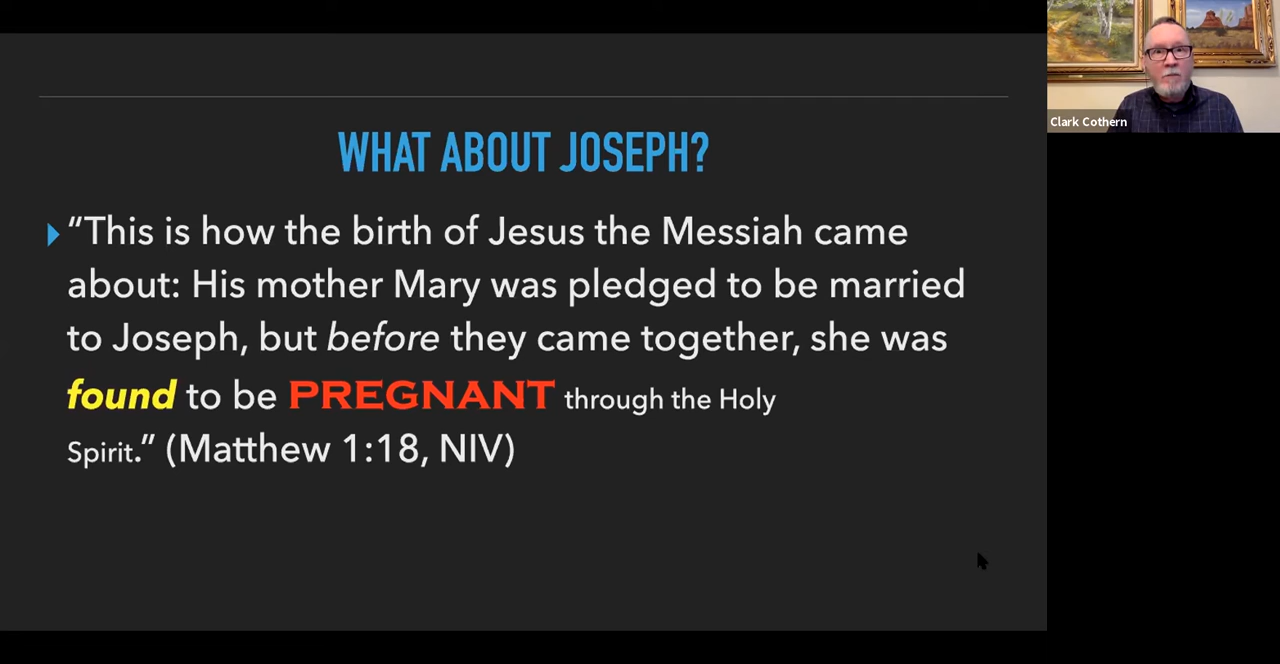 WHAT ABOUT JOSEPH?
“This is how the birth of Jesus the Messiah came
about: His mother Mary was pledged to be married
to Joseph, but before they came together, she was
found to be PREGNANT through the Holy
Spirit.” (Matthew 1:18, NIV)
Clark Cothern